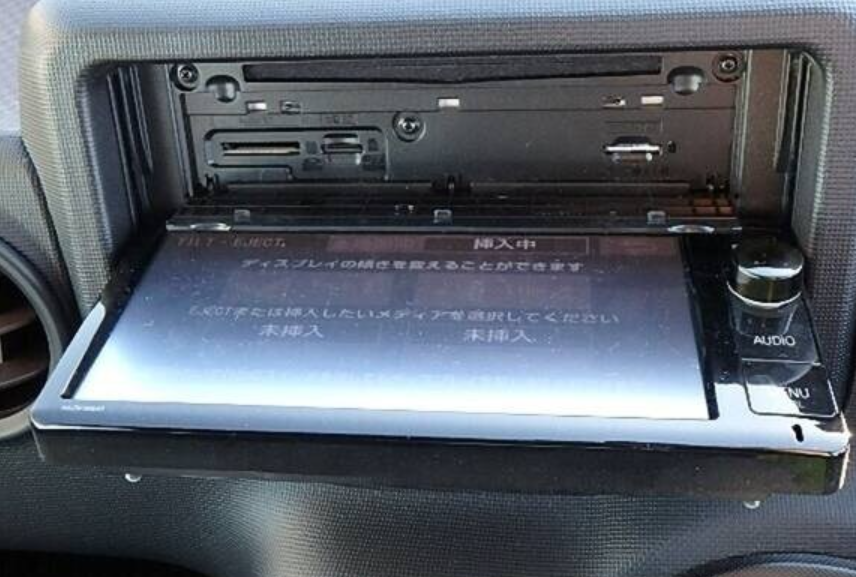 TILT・EJECT
挿入中
ディスプレイの傾きを変えることができます
EJECTまたは挿入したいメディアを選択してください
未挿入
未挿入
AUDIO
MENU